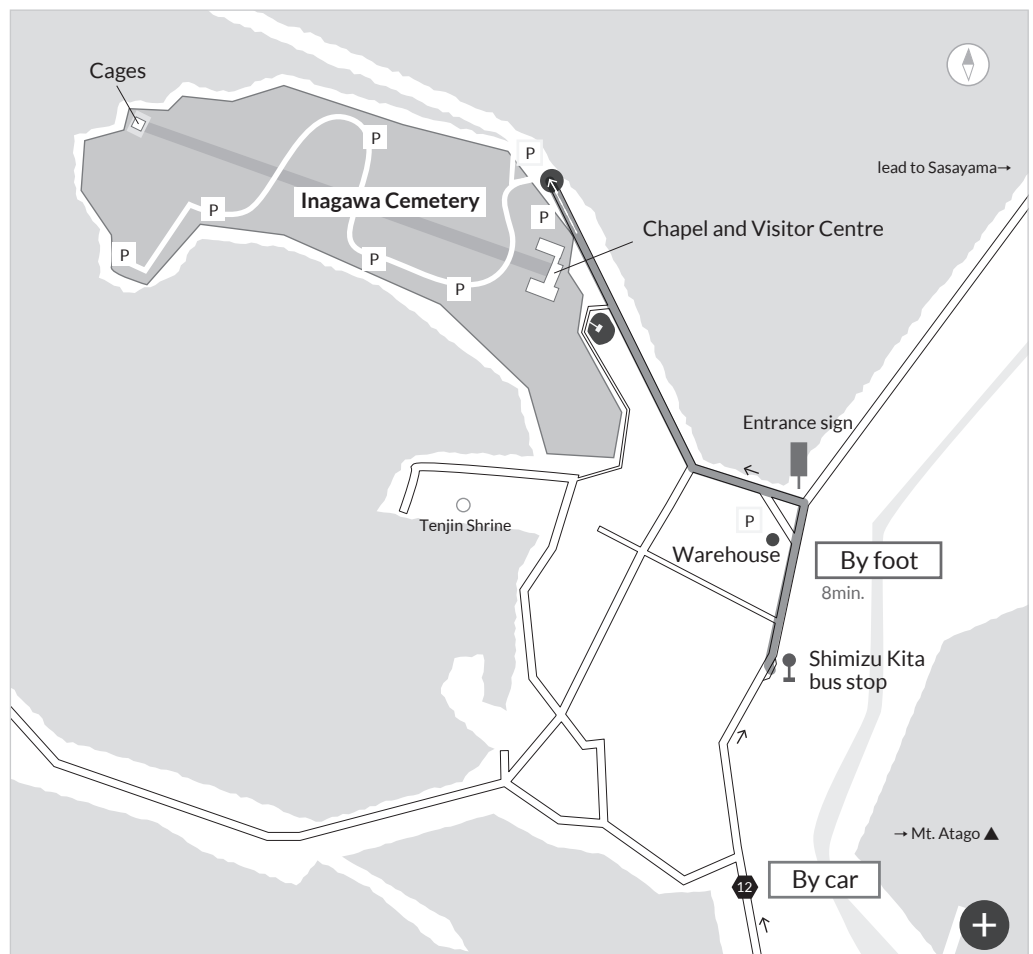 Cages
P
P
lead to Sasayama→
Inagawa Cemetery
P
P
Chapel and Visitor Centre
P
P
P
Entrance sign
P
Tenjin Shrine
Warehouse
By foot
8min.
Shimizu Kita
bus stop
→ Mt. Atago ▲
12
By car
+